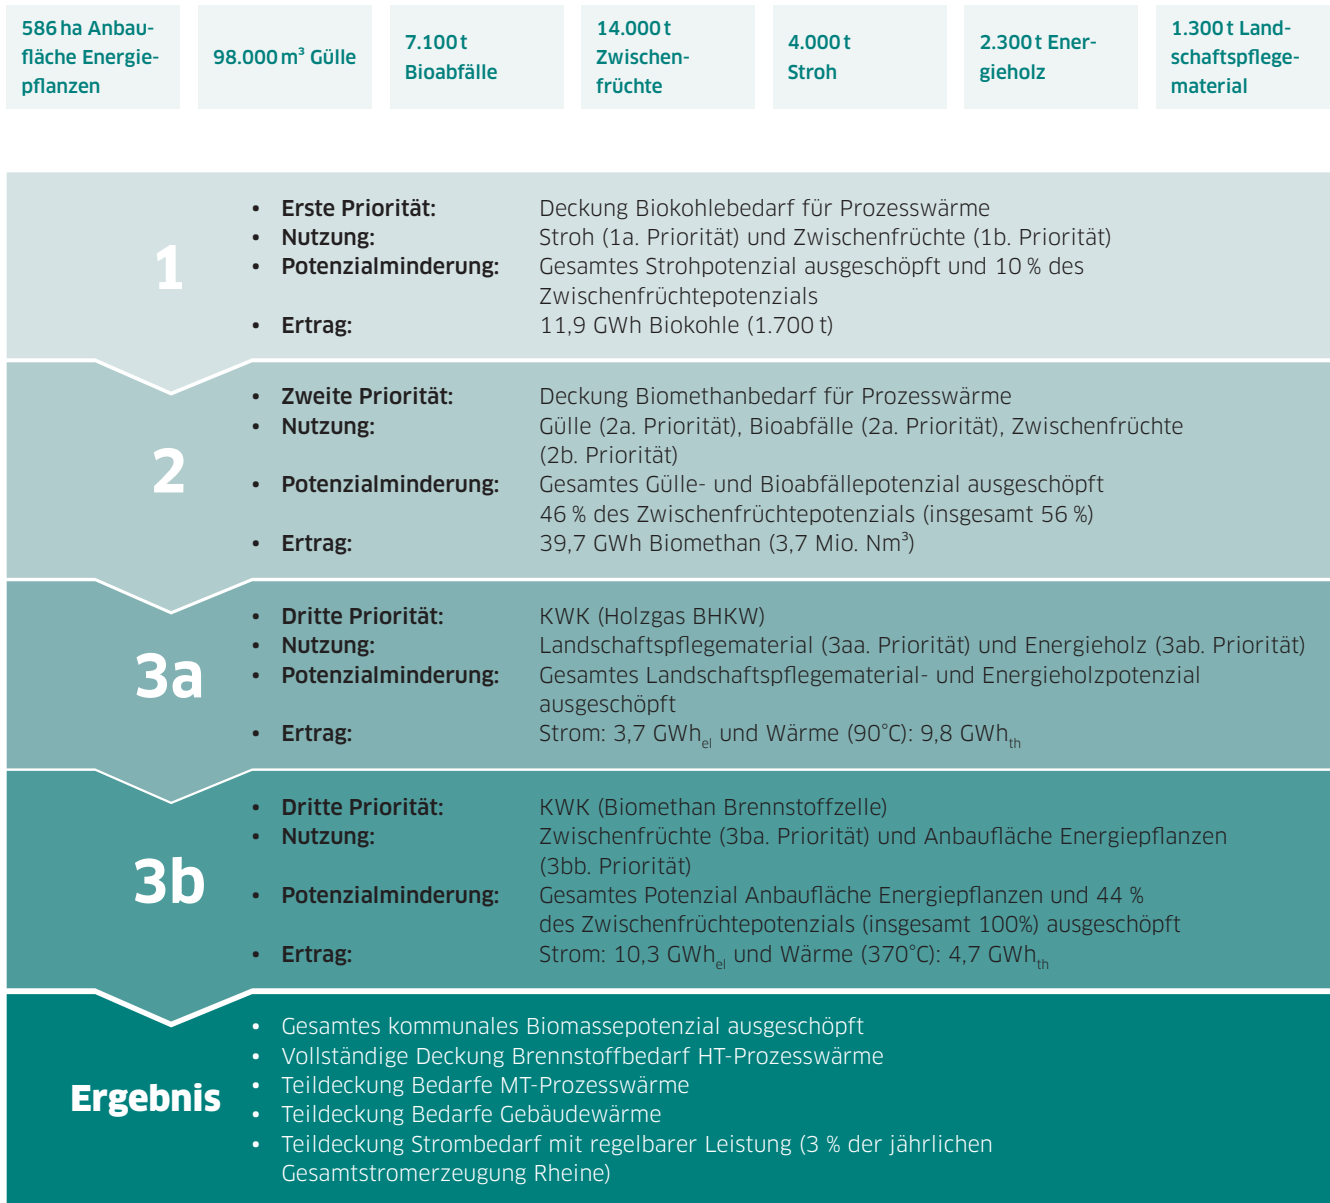 586 ha Anbau-
fläche Energie-
pflanzen
98.000 m³ Gülle
7.100 t
Bioabfälle
14.000 t
Zwischen-
früchte
4.000 t
Stroh
2.300 t Ener-
gieholz
1.300 t Land-
schaftspflege-
material
1
• Erste Priorität: Deckung Biokohlebedarf für Prozesswärme
• Nutzung: Stroh (1a. Priorität) und Zwischenfrüchte (1b. Priorität)
• Potenzialminderung: Gesamtes Strohpotenzial ausgeschöpft und 10 % des
Zwischenfrüchtepotenzials
• Ertrag: 11,9 GWh Biokohle (1.700 t)
2
• Zweite Priorität: Deckung Biomethanbedarf für Prozesswärme
• Nutzung: Gülle (2a. Priorität), Bioabfälle (2a. Priorität), Zwischenfrüchte
(2b. Priorität)
• Potenzialminderung: Gesamtes Gülle- und Bioabfällepotenzial ausgeschöpft
46 % des Zwischenfrüchtepotenzials (insgesamt 56 %)
• Ertrag: 39,7 GWh Biomethan (3,7 Mio. Nm³)
3a
• Dritte Priorität: KWK (Holzgas BHKW)
• Nutzung: Landschaftspflegematerial (3aa. Priorität) und Energieholz (3ab. Priorität)
• Potenzialminderung: Gesamtes Landschaftspflegematerial- und Energieholzpotenzial
ausgeschöpft
• Ertrag: Strom: 3,7 GWhel und Wärme (90°C): 9,8 GWhth
3b
• Dritte Priorität: KWK (Biomethan Brennstoffzelle)
• Nutzung: Zwischenfrüchte (3ba. Priorität) und Anbaufläche Energiepflanzen
(3bb. Priorität)
• Potenzialminderung: Gesamtes Potenzial Anbaufläche Energiepflanzen und 44 %
des Zwischenfrüchtepotenzials (insgesamt 100%) ausgeschöpft
• Ertrag: Strom: 10,3 GWhel und Wärme (370°C): 4,7 GWhth
Ergebnis
• Gesamtes kommunales Biomassepotenzial ausgeschöpft
• Vollständige Deckung Brennstoffbedarf HT-Prozesswärme
• Teildeckung Bedarfe MT-Prozesswärme
• Teildeckung Bedarfe Gebäudewärme
• Teildeckung Strombedarf mit regelbarer Leistung (3 % der jährlichen
Gesamtstromerzeugung Rheine)